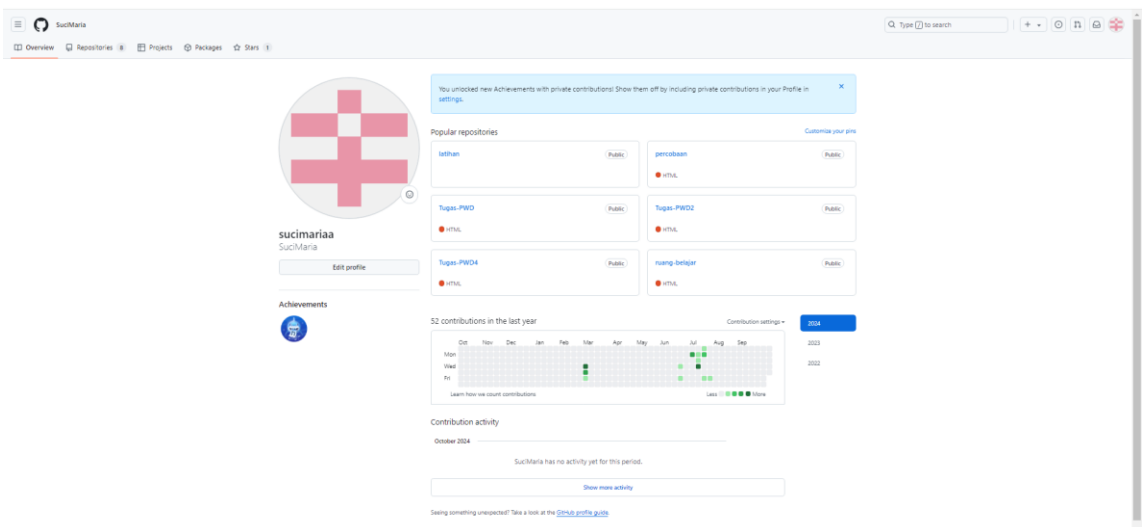 SuciMaria
Type / to search
Overview
Repositories 8
Projects
Packages
Stars 1
You unlocked new Achievements with private contributions! Show them off by including private contributions in your Profile in
settings.
Popular repositories
Customize your pins
latihan Public
percobaan Public
HTML
Tugas-PWD Public
HTML
Tugas-PWD2 Public
HTML
Tugas-PWD4 Public
HTML
ruang-belajar Public
HTML
sucimariaa
SuciMaria
Edit profile
Achievements
52 contributions in the last year
Contribution settings
2024
2023
2022
Oct Nov Dec Jan Feb Mar Apr May Jun Jul Aug Sep
Mon
Wed
Fri
Learn how we count contributions
Less More
Contribution activity
October 2024
SuciMaria has no activity yet for this period.
Show more activity
Seeing something unexpected? Take a look at the GitHub profile guide.